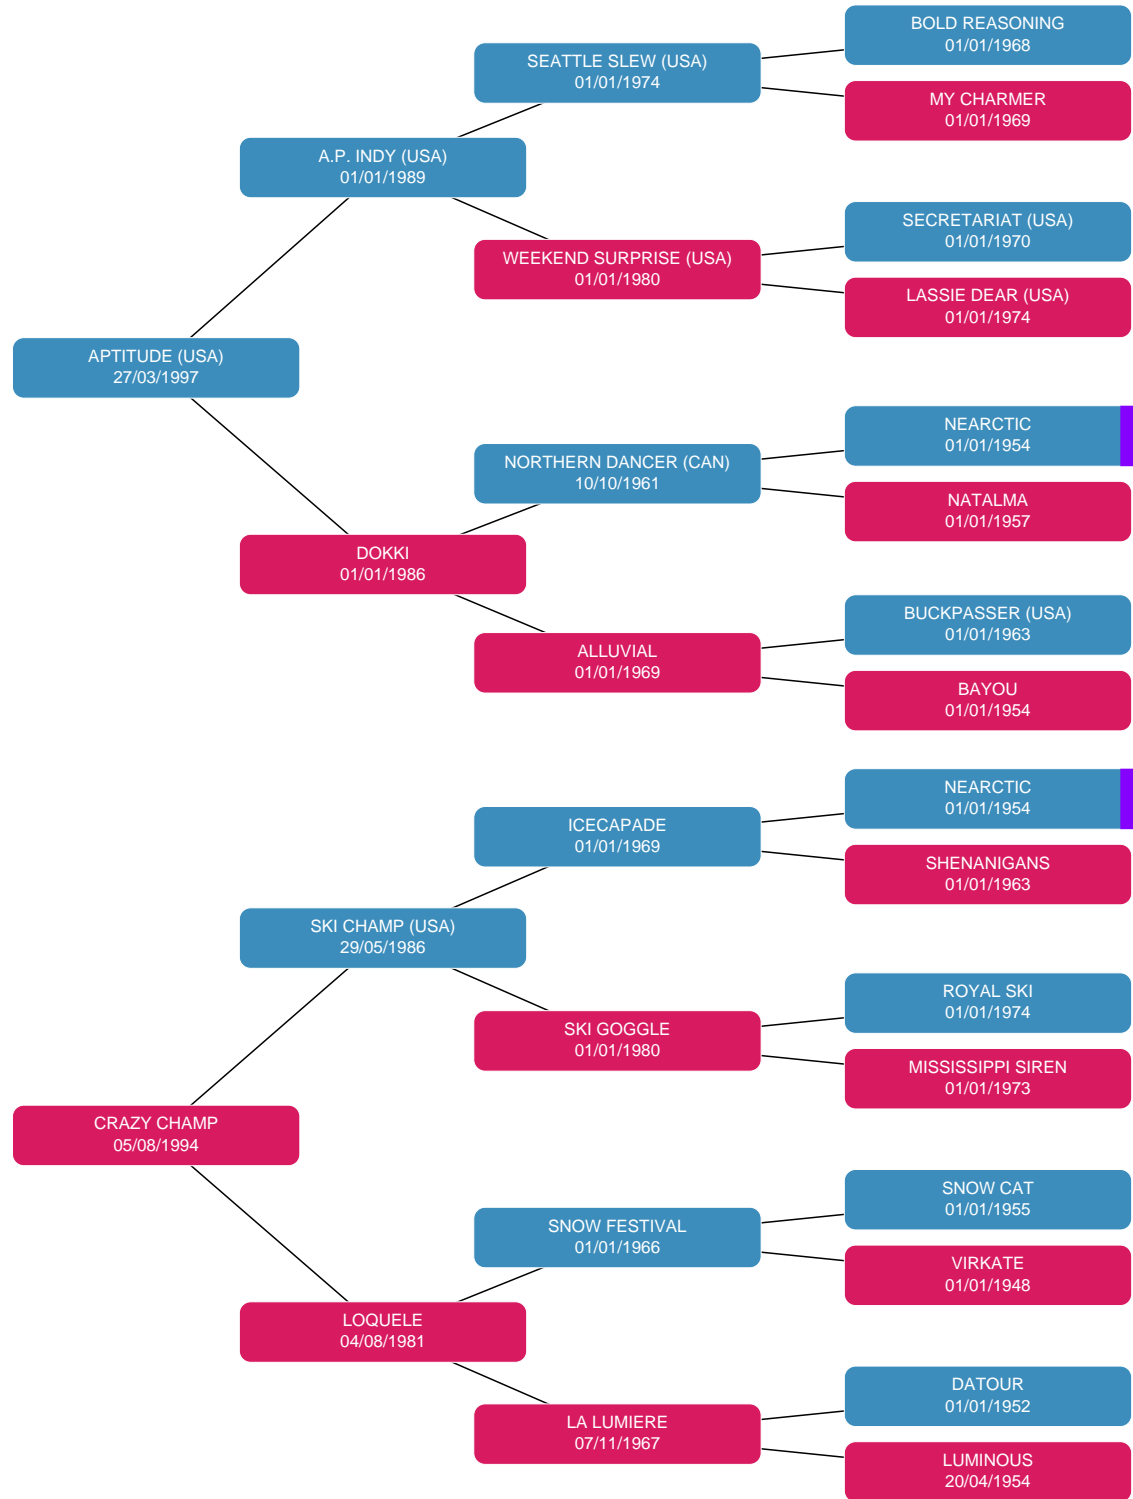 BOLD REASONING
01/01/1968
SEATTLE SLEW (USA)
01/01/1974
MY CHARMER
01/01/1969
A.P. INDY (USA)
01/01/1989
SECRETARIAT (USA)
01/01/1970
WEEKEND SURPRISE (USA)
01/01/1980
LASSIE DEAR (USA)
01/01/1974
APTITUDE (USA)
27/03/1997
NEARCTIC
01/01/1954
NORTHERN DANCER (CAN)
10/10/1961
NATALMA
01/01/1957
DOKKI
01/01/1986
BUCKPASSER (USA)
01/01/1963
ALLUVIAL
01/01/1969
BAYOU
01/01/1954
NEARCTIC
01/01/1954
ICECAPADE
01/01/1969
SHENANIGANS
01/01/1963
SKI CHAMP (USA)
29/05/1986
ROYAL SKI
01/01/1974
SKI GOGGLE
01/01/1980
MISSISSIPPI SIREN
01/01/1973
CRAZY CHAMP
05/08/1994
SNOW CAT
01/01/1955
SNOW FESTIVAL
01/01/1966
VIRKATE
01/01/1948
LOQUELE
04/08/1981
DATOUR
01/01/1952
LA LUMIERE
07/11/1967
LUMINOUS
20/04/1954